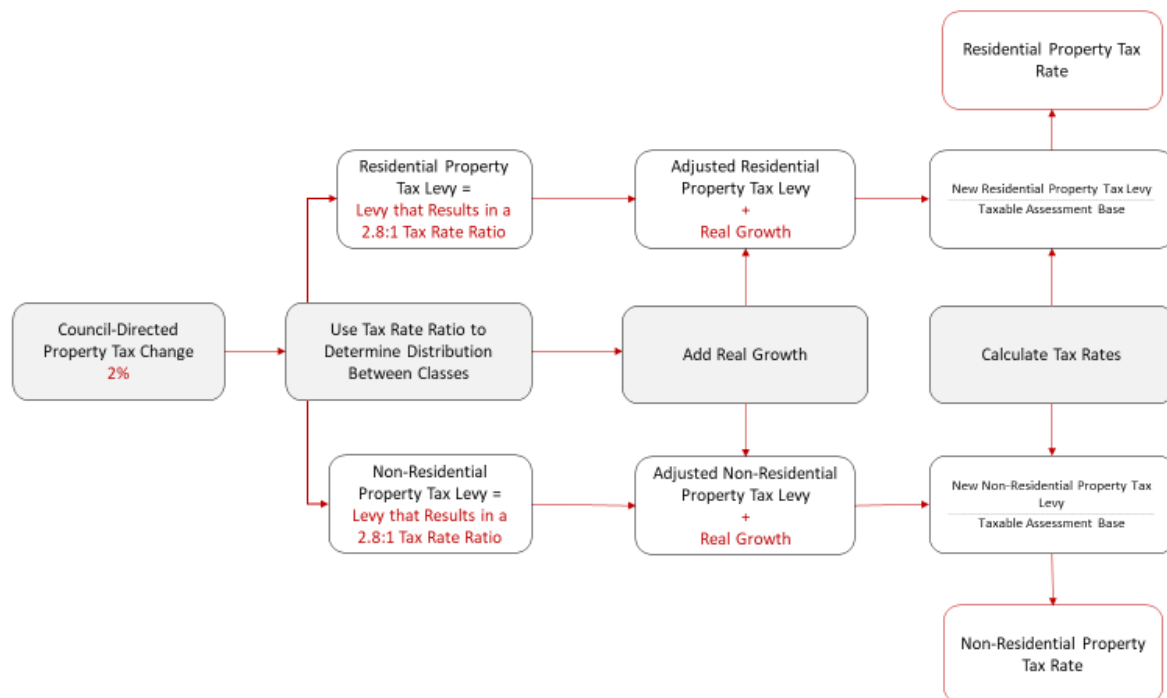 Residential Property Tax
Rate
Residential Property
Tax Levy =
Levy that Results in a
2.8:1 Tax Rate Ratio
Adjusted Residential
Property Tax Levy
+
Real Growth
New Residential Property Tax Levy
Taxable Assessment Base
Council-Directed
Property Tax Change
2%
Use Tax Rate Ratio to
Determine Distribution
Between Classes
Add Real Growth
Calculate Tax Rates
Non-Residential
Property Tax Levy =
Levy that Results in a
2.8:1 Tax Rate Ratio
Adjusted Non-Residential
Property Tax Levy
+
Real Growth
New Non-Residential Property Tax
Levy
Taxable Assessment Base
Non-Residential Property
Tax Rate